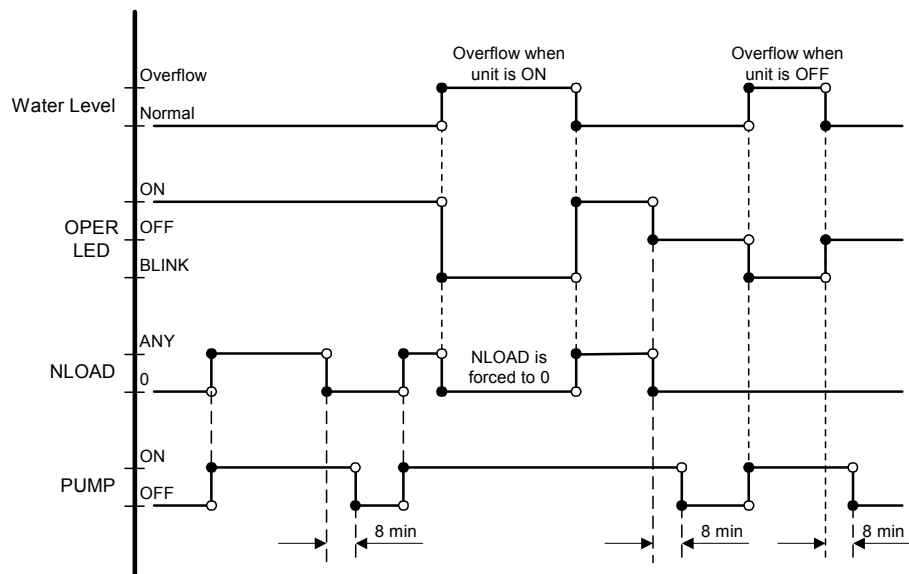 Overflow when
unit is ON
Overflow when
unit is OFF
Water Level
Overflow
Normal
OPER
LED
ON
OFF
BLINK
NLOAD
ANY
0
NLOAD is
forced to 0
PUMP
ON
OFF
8 min
8 min
8 min